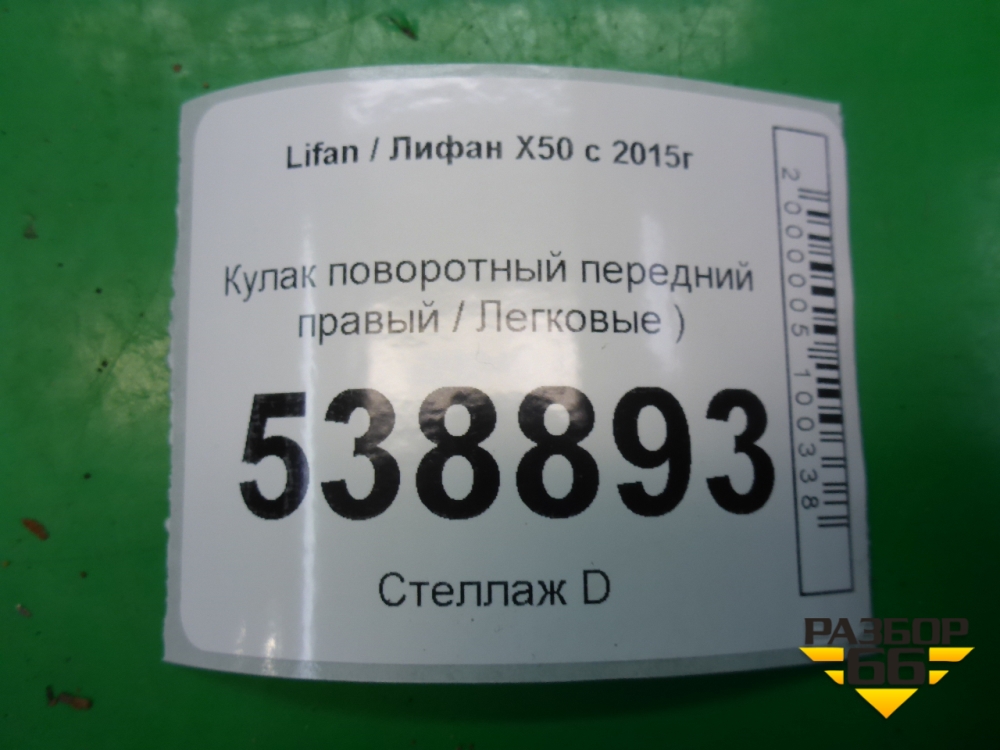 Lifan / Лифан X50 с 2015г
Кулак поворотный передний
правый / Легковые )
538893
Стеллаж D
2000005100338
РАЗБОР
66